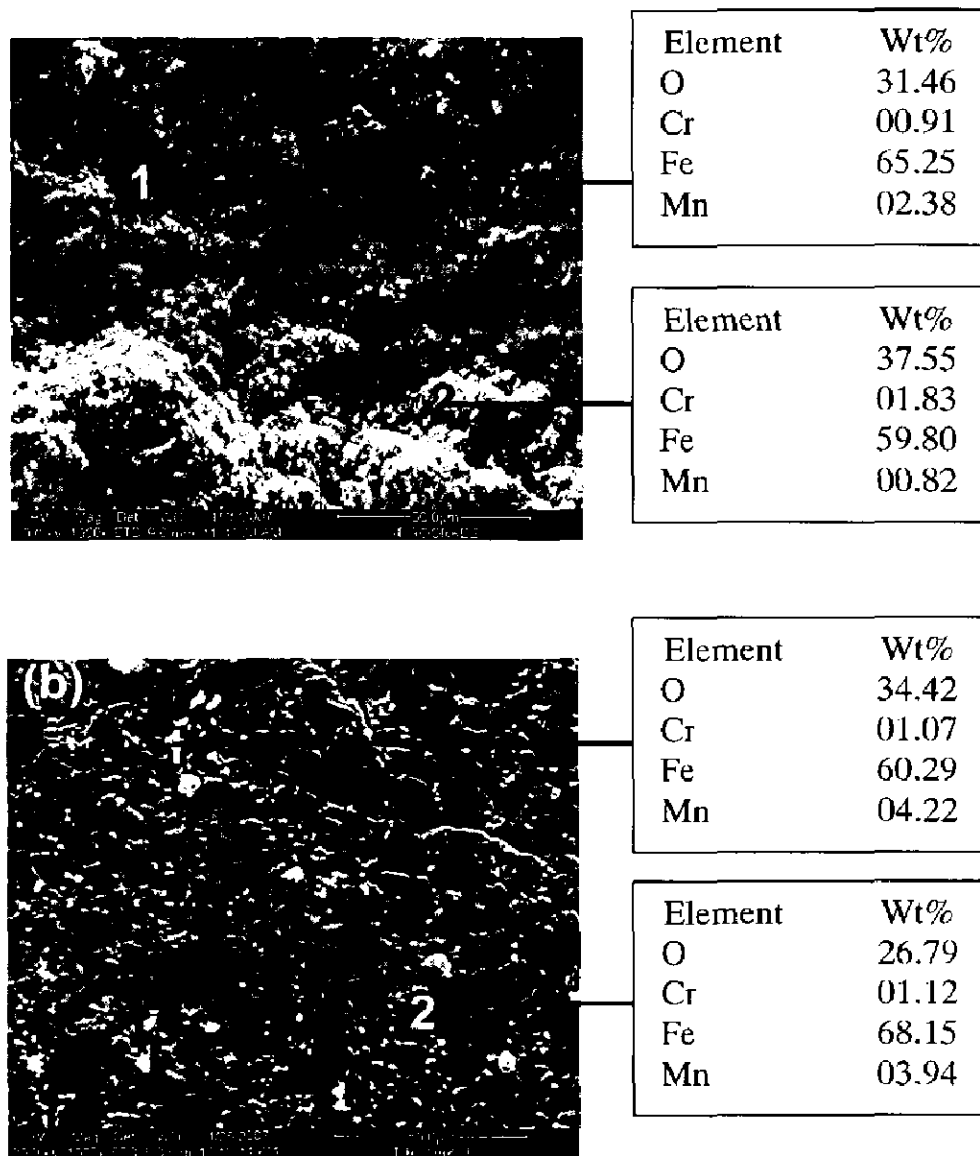 Element Wt%
O 31.46
Cr 00.91
Fe 65.25
Mn 02.38
1
Element Wt%
O 37.55
Cr 01.83
Fe 59.80
Mn 00.82
2
(b)
Element Wt%
O 34.42
Cr 01.07
Fe 60.29
Mn 04.22
1
Element Wt%
O 26.79
Cr 01.12
Fe 68.15
Mn 03.94
2